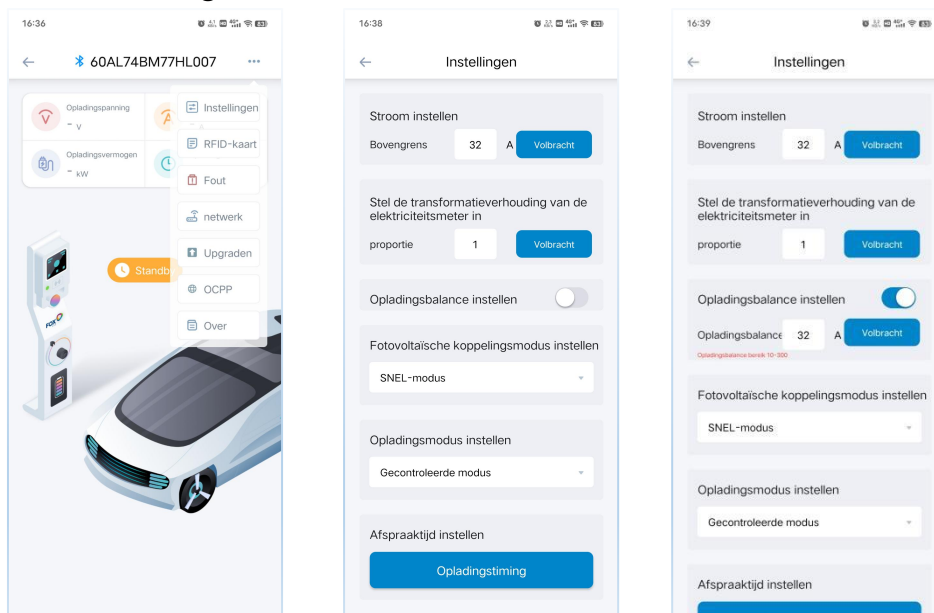 16:36
60AL74BM77HL007
Opladingspanning
- V
Opladingsvermogen
- kW
Instellingen
RFID-kaart
Fout
netwerk
Upgraden
OCPP
Over
Standb
FOX
16:38
Instellingen
Stroom instellen
Bovengrens 32 A Volbracht
Stel de transformatieverhouding van de
elektriciteitsmeter in
proportie 1 Volbracht
Opladingsbalance instellen
Fotovoltaïsche koppelingsmodus instellen
SNEL-modus
Opladingsmodus instellen
Gecontroleerde modus
Afspraaktijd instellen
Opladingstiming
16:39
Instellingen
Stroom instellen
Bovengrens 32 A Volbracht
Stel de transformatieverhouding van de
elektriciteitsmeter in
proportie 1 Volbracht
Opladingsbalance instellen
Opladingsbalance 32 A Volbracht
Opladingsbalance bereik 10-300
Fotovoltaïsche koppelingsmodus instellen
SNEL-modus
Opladingsmodus instellen
Gecontroleerde modus
Afspraaktijd instellen